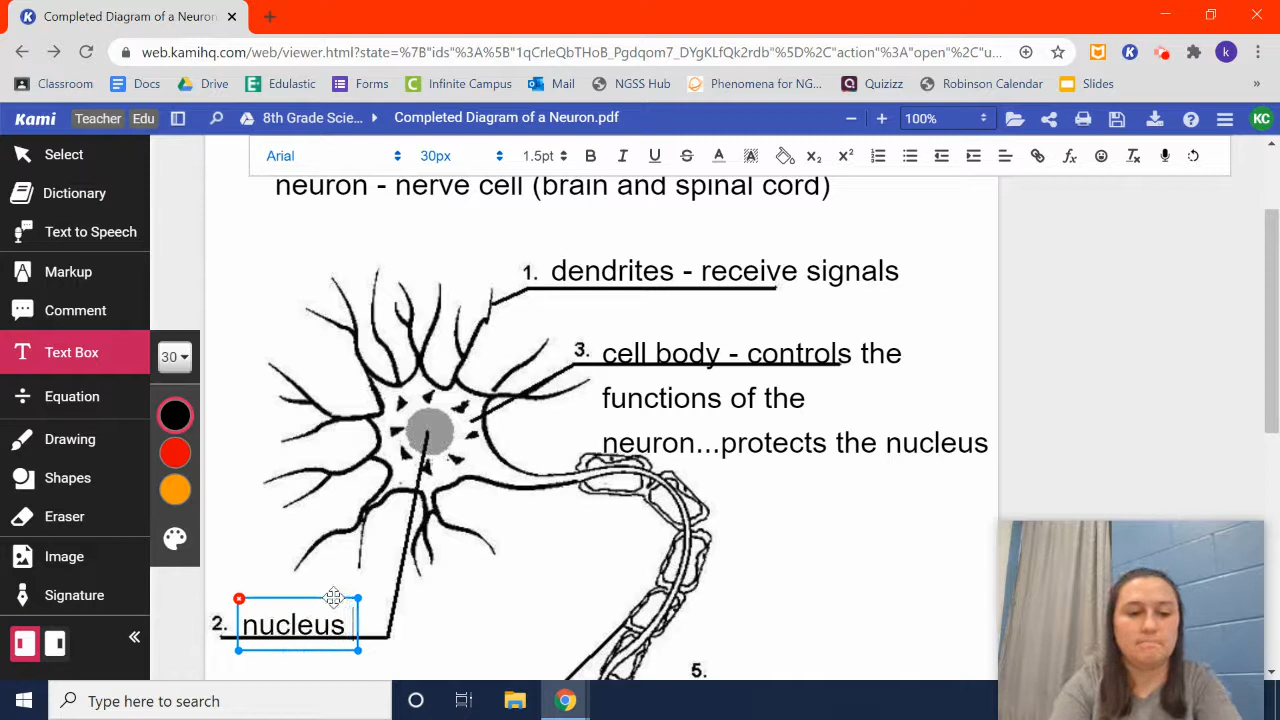 Completed Diagram of a Neuron
web.kamihq.com/web/viewer.html?state=%7B"ids"%3A%5B"1qCrleQbTHoB_Pgdqom7_DYgKLfQk2rdb"%5D%2C"action"%3A"open"%2C"u...
Classroom Docs Drive Edulastic Forms Infinite Campus Mail NGSS Hub Phenomena for NG... Quizizz Robinson Calendar Slides »
Kami Teacher Edu 8th Grade Scie... Completed Diagram of a Neuron.pdf 100% KC
Arial 30px 1.5pt B I U S A A x₂ x² fx
Select
Dictionary
Text to Speech
Markup
Comment
T Text Box
Equation
Drawing
Shapes
Eraser
Image
Signature
30
neuron - nerve cell (brain and spinal cord)
1. dendrites - receive signals
3. cell body - controls the
functions of the
neuron...protects the nucleus
2. nucleus
5.
Type here to search